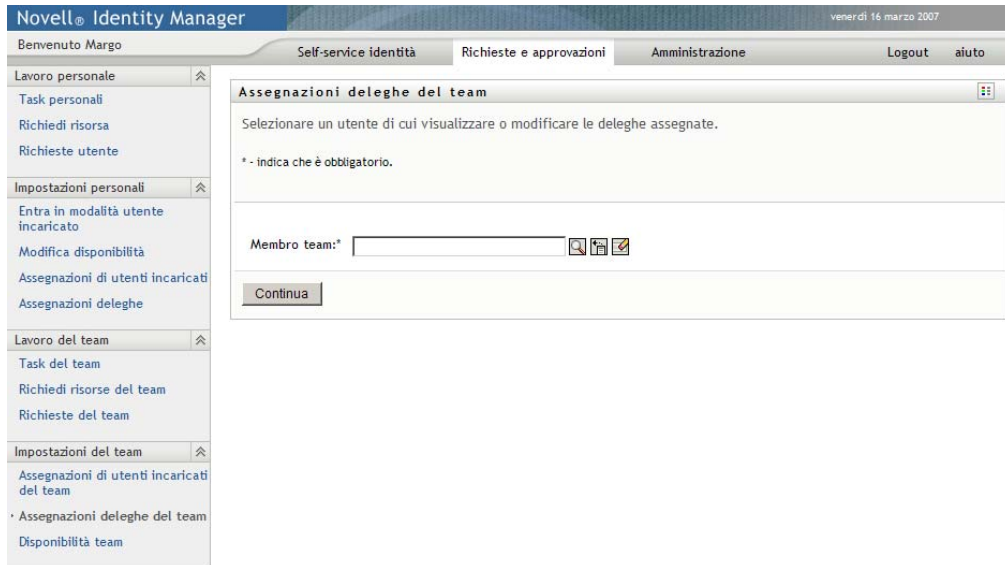 Novell® Identity Manager
venerdì 16 marzo 2007
Benvenuto Margo
Self-service identità
Richieste e approvazioni
Amministrazione
Logout
aiuto
Lavoro personale
Task personali
Richiedi risorsa
Richieste utente
Impostazioni personali
Entra in modalità utente
incaricato
Modifica disponibilità
Assegnazioni di utenti incaricati
Assegnazioni deleghe
Lavoro del team
Task del team
Richiedi risorse del team
Richieste del team
Impostazioni del team
Assegnazioni di utenti incaricati
del team
Assegnazioni deleghe del team
Disponibilità team
Assegnazioni deleghe del team
Selezionare un utente di cui visualizzare o modificare le deleghe assegnate.
* - indica che è obbligatorio.
Membro team:*
Continua